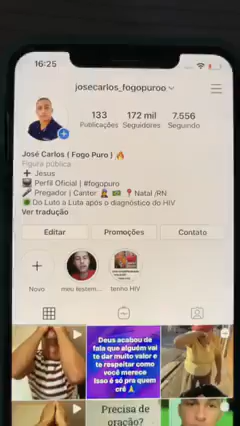 16:25
josecarlos_fogopuroo
133 172 mil 7.556
Publicações Seguidores Seguindo
José Carlos ( Fogo Puro ) 🔥
Figura pública
Jesus
Perfil Oficial | #fogopuro
Pregador | Cantor 📍 Natal /RN
Do Luto a Luta após o diagnóstico do HIV
Ver tradução
Editar Promoções Contato
Novo meu testem... tenho HIV
Deus acabou da
fala que alguém vai
te dar muito valor e
te respeitar como
você merece
Isso é só pra quem
crê 🙏
Precisa de
oração?